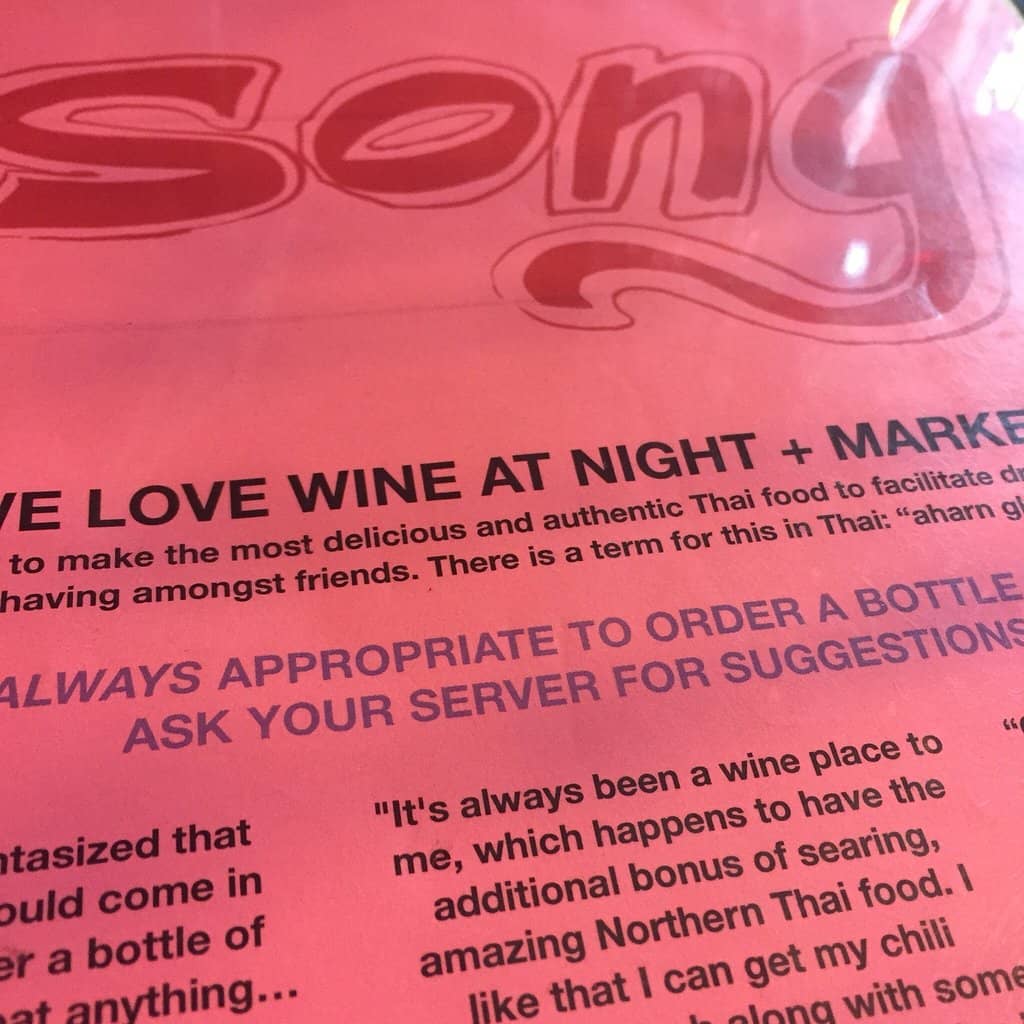 song
WE LOVE WINE AT NIGHT + MARKE
to make the most delicious and authentic Thai food to facilitate dr
having amongst friends. There is a term for this in Thai: “aharn gl
ALWAYS APPROPRIATE TO ORDER A BOTTLE.
ASK YOUR SERVER FOR SUGGESTIONS
ntasized that
ould come in
er a bottle of
at anything...
"It's always been a wine place to
me, which happens to have the
additional bonus of searing,
amazing Northern Thai food. I
like that I can get my chili
along with some